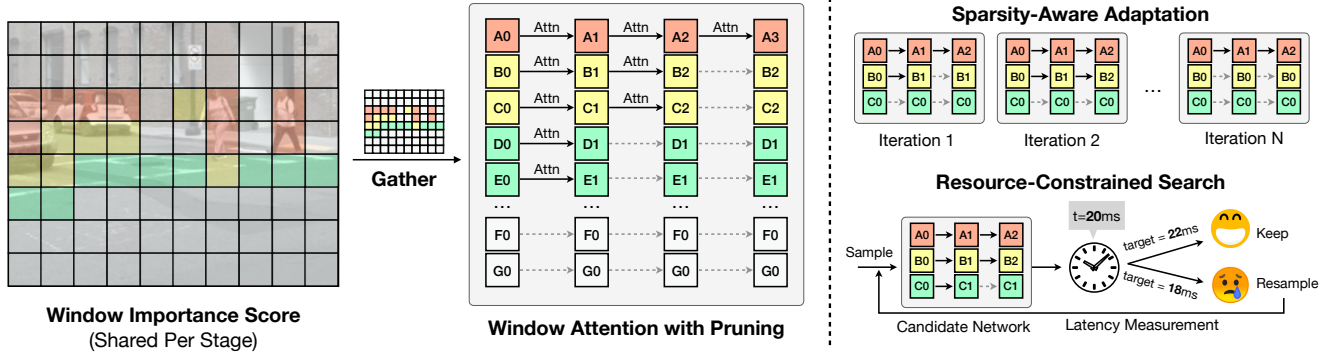 Window Importance Score
(Shared Per Stage)
Gather
A0 Attn A1 Attn A2 Attn A3
B0 Attn B1 Attn B2 B2
C0 Attn C1 Attn C2 C2
D0 Attn D1 D1 D1
E0 Attn E1 E1 E1
... ... ... ...
F0 F0 F0 F0
G0 G0 G0 G0
Window Attention with Pruning
Sparsity-Aware Adaptation
A0 A1 A2 A0 A1 A2 A0 A1 A2
B0 B1 B1 B0 B1 B2 ... B0 B0 B0
C0 C0 C0 C0 C0 C0 C0 C0 C0
Iteration 1 Iteration 2 Iteration N
Resource-Constrained Search
t=20ms
Sample
A0 A1 A2
B0 B1 B2
C0 C1 C1
target = 22ms
Keep
target = 18ms
Resample
Candidate Network
Latency Measurement